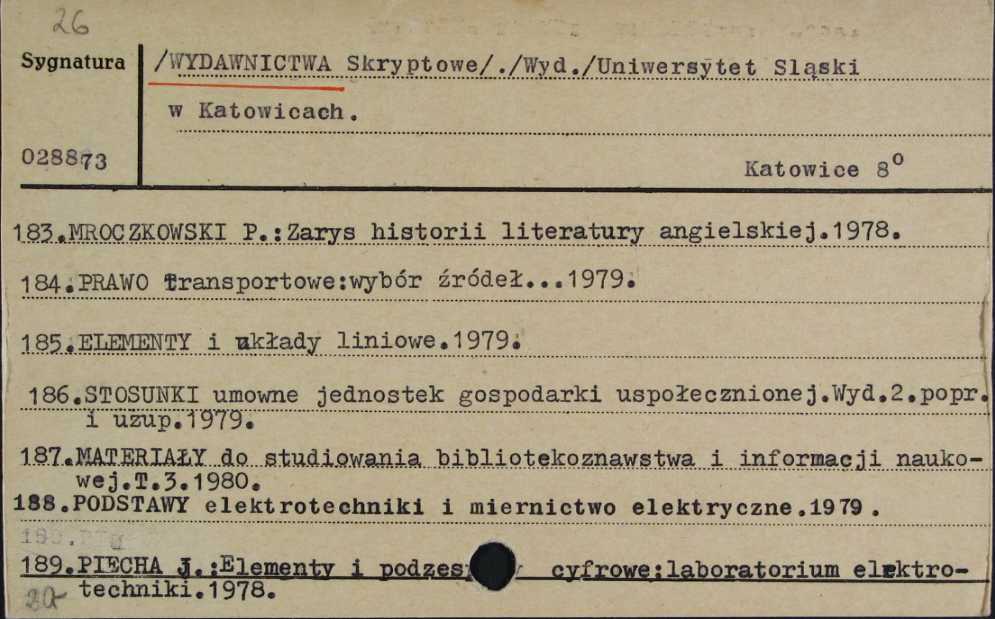 26
Sygnatura
/WYDAWNICTWA Skryptowe/./Wyd./Uniwersytet Sląski
w Katowicach.
028873
Katowice 8°
183.MROCZKOWSKI P.:Zarys historii literatury angielskiej.1978.
184.PRAWO transportowe:wybór źródeł...1979.
185.ELEMENTY i układy liniowe.1979.
186.STOSUNKI umowne jednostek gospodarki uspołecznionej.Wyd.2.popr.
i uzup.1979.
187.MATERIAŁY do studiowania bibliotekoznawstwa i informacji nauko-
wej.T.3.1980.
188.PODSTAWY elektrotechniki i miernictwo elektryczne.1979.
189.PIECHA J.:Elementy i cyfrowe:laboratorium elektro-
techniki.1978.